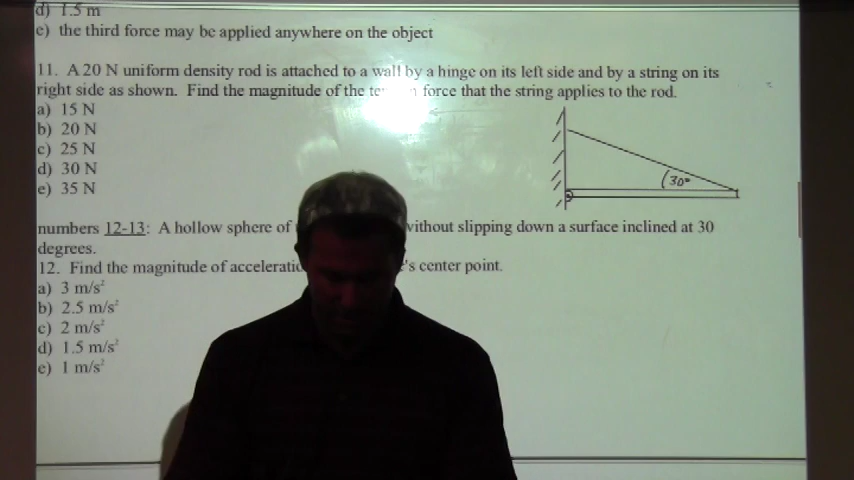 d) 1.5 m
e) the third force may be applied anywhere on the object
11. A 20 N uniform density rod is attached to a wall by a hinge on its left side and by a string on its
right side as shown. Find the magnitude of the force that the string applies to the rod.
a) 15 N
b) 20 N
c) 25 N
d) 30 N
e) 35 N
30°
numbers 12-13: A hollow sphere of without slipping down a surface inclined at 30
degrees.
12. Find the magnitude of 's center point.
a) 3 m/s²
b) 2.5 m/s²
c) 2 m/s²
d) 1.5 m/s²
e) 1 m/s²